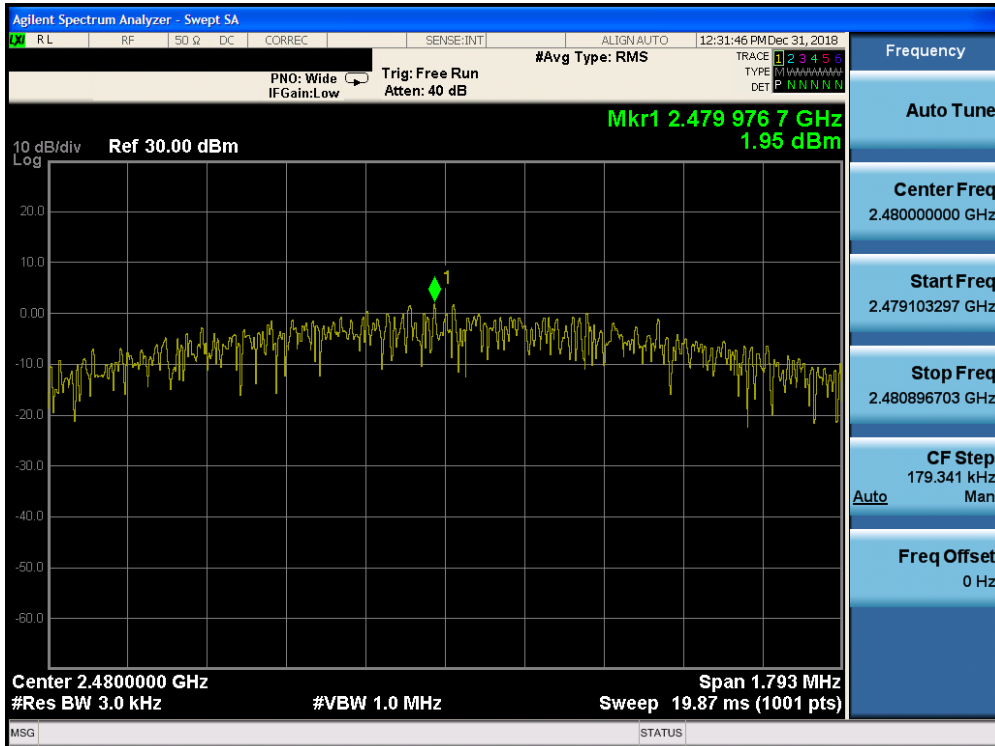 Agilent Spectrum Analyzer - Swept SA
LXI RL RF 50 Ω DC CORREC SENSE:INT ALIGN AUTO 12:31:46 PM Dec 31, 2018
Frequency
#Avg Type: RMS
TRACE 1 2 3 4 5 6
PNO: Wide Trig: Free Run
TYPE M WWWWW
IFGain:Low Atten: 40 dB
DET P N N N N N
Auto Tune
Mkr1 2.479 976 7 GHz
10 dB/div Ref 30.00 dBm 1.95 dBm
Log
Center Freq
2.480000000 GHz
20.0
10.0
1
Start Freq
2.479103297 GHz
0.00
-10.0
Stop Freq
2.480896703 GHz
-20.0
-30.0
CF Step
179.341 kHz
Auto Man
-40.0
-50.0
Freq Offset
0 Hz
-60.0
Center 2.4800000 GHz Span 1.793 MHz
#Res BW 3.0 kHz #VBW 1.0 MHz Sweep 19.87 ms (1001 pts)
MSG STATUS